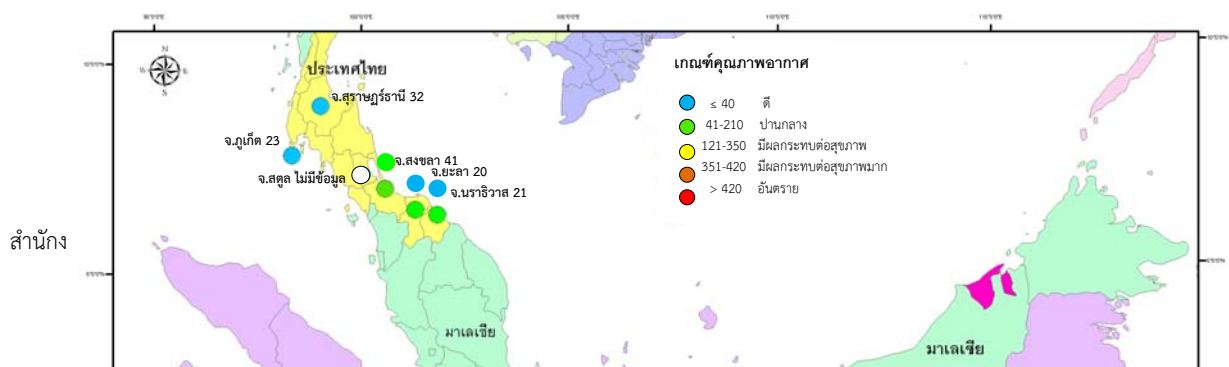 N
W
E
S
ประเทศไทย
จ.สุราษฎร์ธานี 32
จ.ภูเก็ต 23
จ.สงขลา 41
จ.สตูล ไม่มีข้อมูล
จ.ยะลา 20
จ.นราธิวาส 21
เกณฑ์คุณภาพอากาศ
≤ 40 ดี
41-210 ปานกลาง
121-350 มีผลกระทบต่อสุขภาพ
351-420 มีผลกระทบต่อสุขภาพมาก
> 420 อันตราย
สำนักง
มาเลเซีย
มาเลเซีย